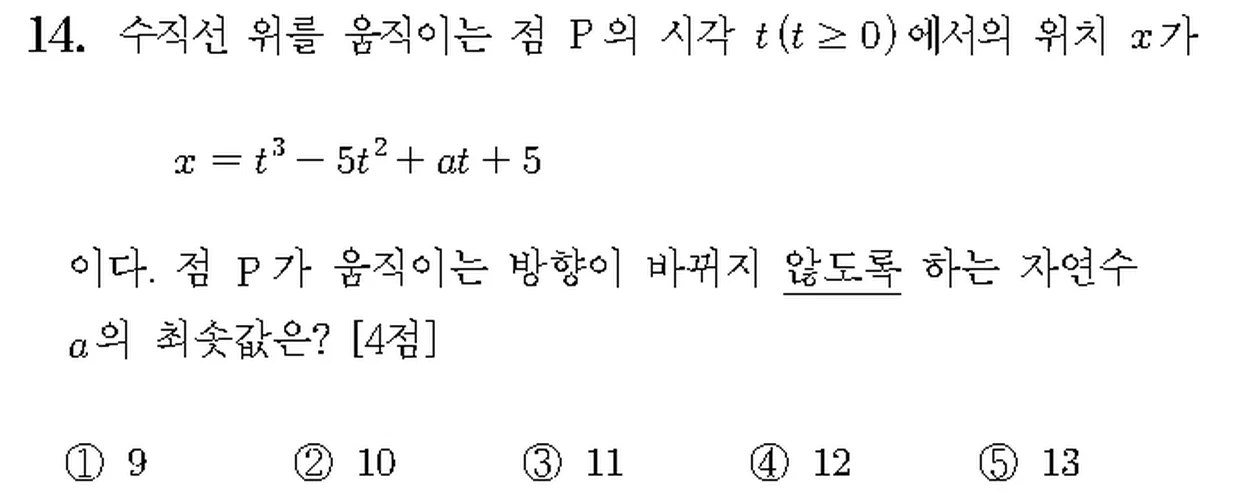 14. 수직선 위를 움직이는 점 P의 시각 t(t ≥ 0)에서의 위치 x가
x = t³ − 5t² + at + 5
이다. 점 P가 움직이는 방향이 바뀌지 않도록 하는 자연수
a의 최솟값은? [4점]
① 9 ② 10 ③ 11 ④ 12 ⑤ 13